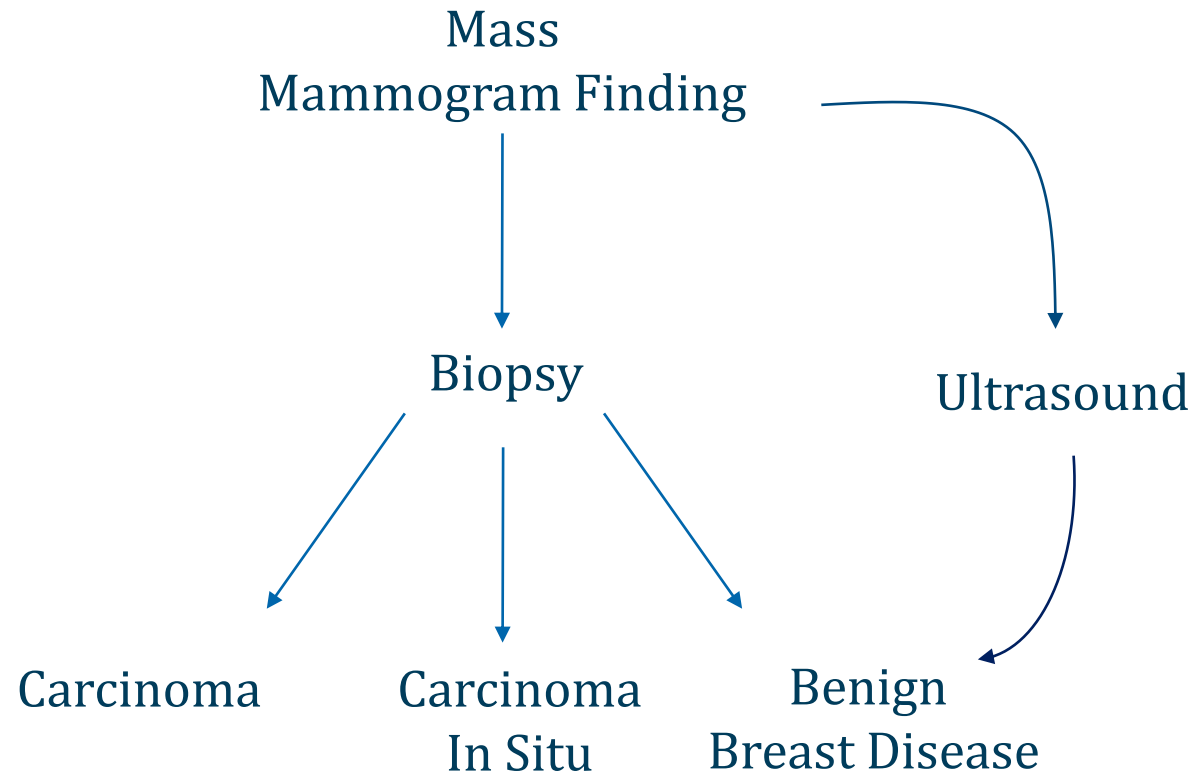 Mass
Mammogram Finding
Biopsy
Ultrasound
Carcinoma
Carcinoma
In Situ
Benign
Breast Disease